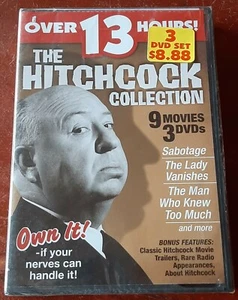 OVER 13 HOURS!
3
DVD SET
$8.88
THE
HITCHCOCK
COLLECTION
9 MOVIES
3 DVDs
Sabotage
The Lady
Vanishes
The Man
Who Knew
Too Much
and more
Own It!
-if your
nerves can
handle it!
BONUS FEATURES:
Classic Hitchcock Movie
Trailers, Rare Radio
Appearances,
About Hitchcock